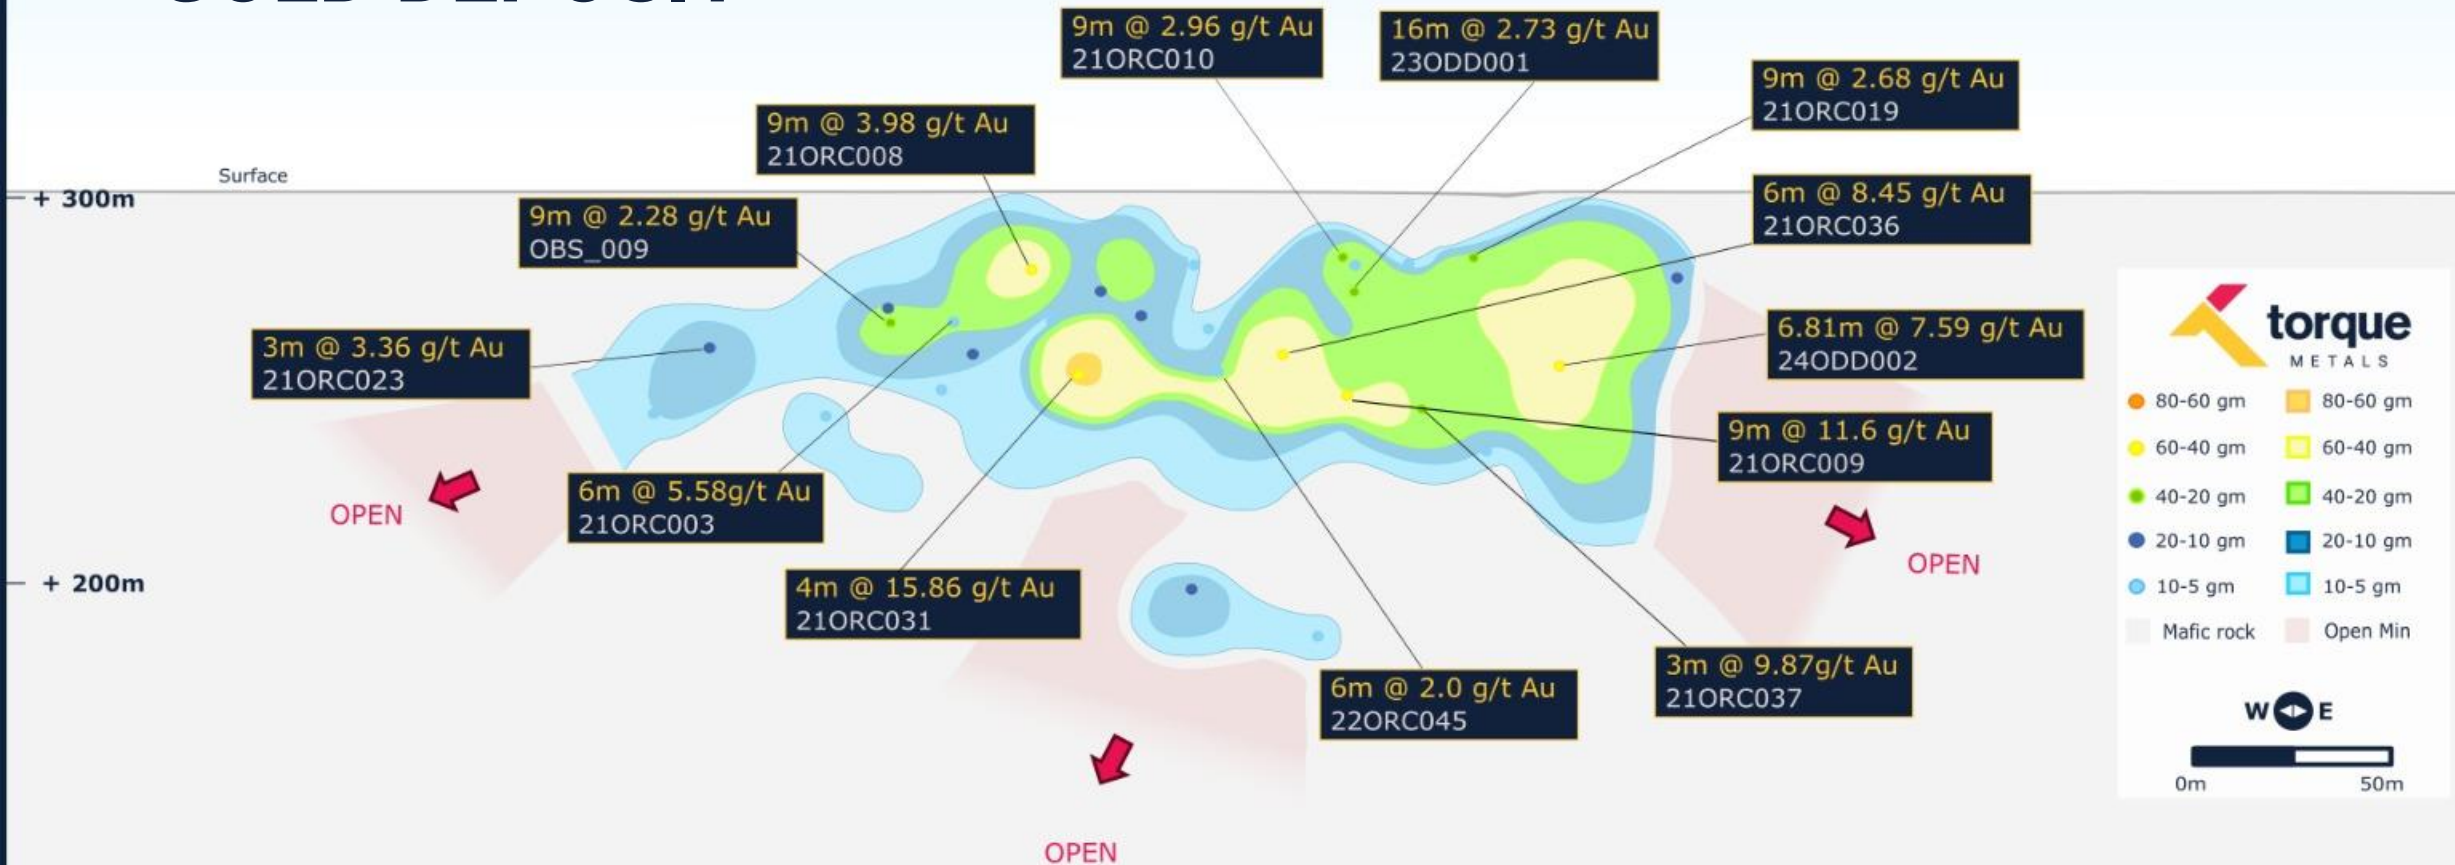 9m @ 2.96 g/t Au
21ORC010
16m @ 2.73 g/t Au
23ODD001
9m @ 2.68 g/t Au
21ORC019
9m @ 3.98 g/t Au
21ORC008
Surface
+ 300m
9m @ 2.28 g/t Au
OBS_009
6m @ 8.45 g/t Au
21ORC036
3m @ 3.36 g/t Au
21ORC023
6.81m @ 7.59 g/t Au
24ODD002
9m @ 11.6 g/t Au
21ORC009
OPEN
6m @ 5.58g/t Au
21ORC003
OPEN
+ 200m
4m @ 15.86 g/t Au
21ORC031
6m @ 2.0 g/t Au
22ORC045
3m @ 9.87g/t Au
21ORC037
OPEN
torque
METALS
80-60 gm 80-60 gm
60-40 gm 60-40 gm
40-20 gm 40-20 gm
20-10 gm 20-10 gm
10-5 gm 10-5 gm
Mafic rock Open Min
W E
0m 50m